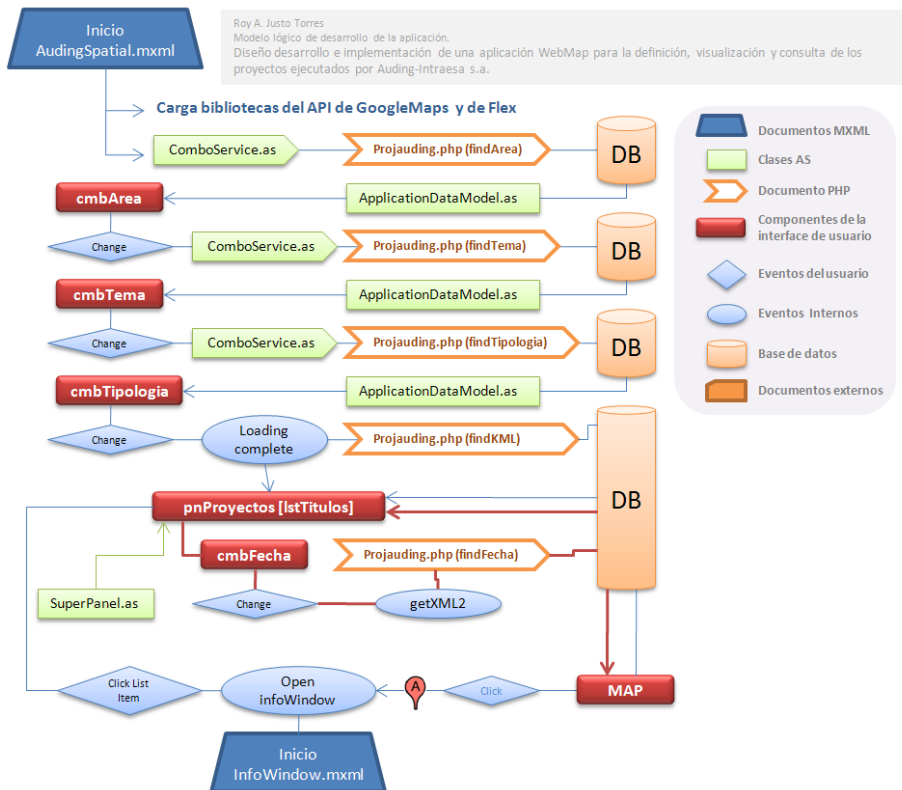 Inicio
AudingSpatial.mxml
Roy A. Justo Torres
Modelo lógico de desarrollo de la aplicación.
Diseño desarrollo e implementación de una aplicación WebMap para la definición, visualización y consulta de los
proyectos ejecutados por Auding-Intraesa s.a.
Carga bibliotecas del API de GoogleMaps y de Flex
ComboService.as
Projauding.php (findArea)
DB
cmbArea
ApplicationDataModel.as
Change
ComboService.as
Projauding.php (findTema)
DB
cmbTema
ApplicationDataModel.as
Change
ComboService.as
Projauding.php (findTipologia)
DB
cmbTipologia
ApplicationDataModel.as
Change
Loading
complete
Projauding.php (findKML)
DB
pnProyectos [lstTitulos]
cmbFecha
Projauding.php (findFecha)
SuperPanel.as
Change
getXML2
Click List
Item
Open
infoWindow
A
Click
MAP
Inicio
InfoWindow.mxml
Documentos MXML
Clases AS
Documento PHP
Componentes de la
interface de usuario
Eventos del usuario
Eventos Internos
Base de datos
Documentos externos